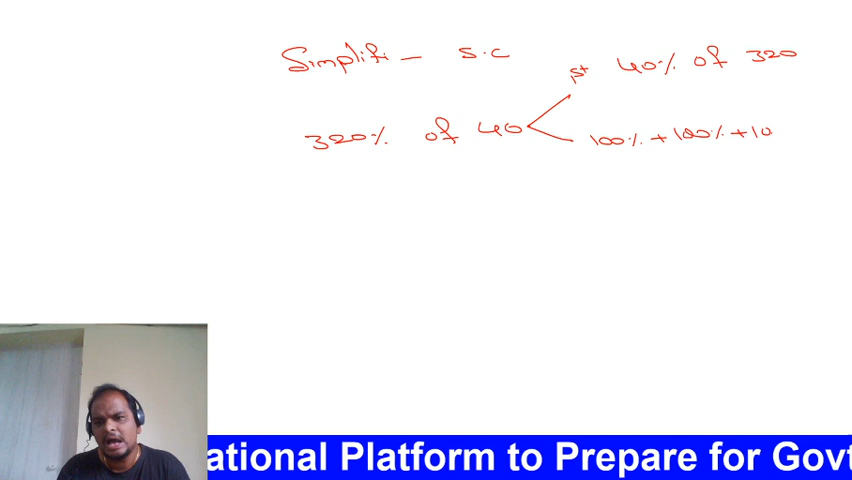 Simplifi - S.C
1st 40% of 320
320% of 40
100% + 100% + 10
ational Platform to Prepare for Govt